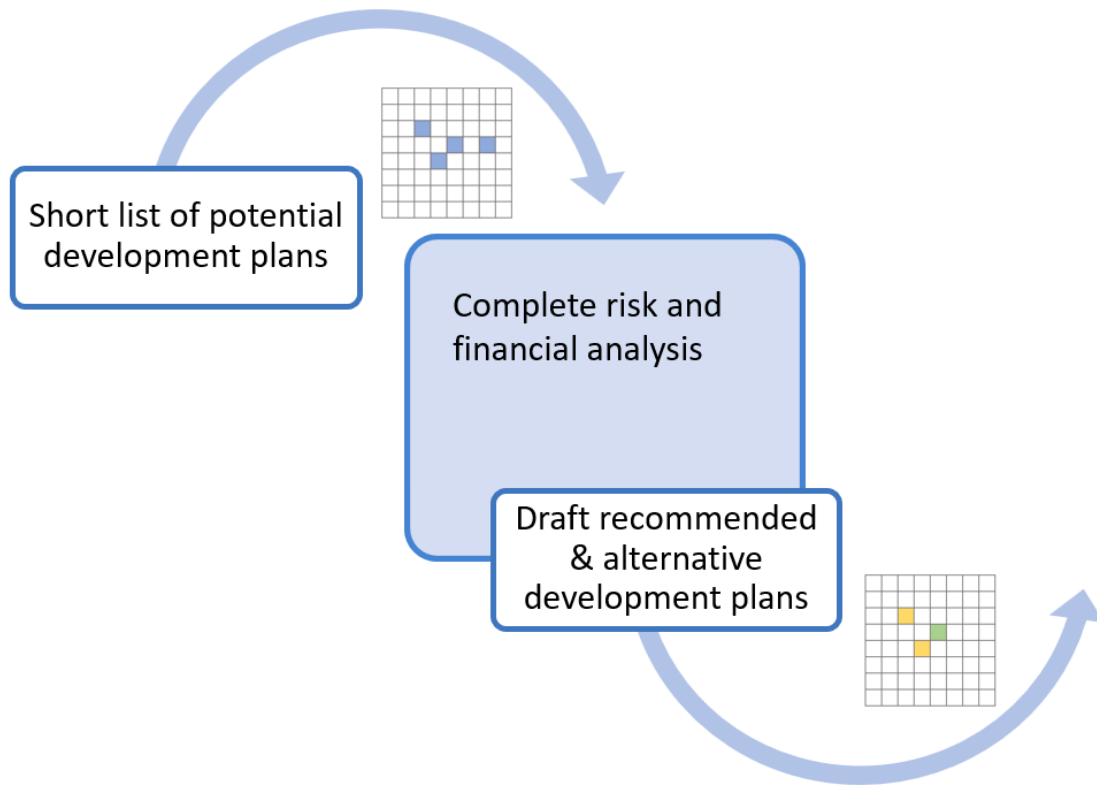 Short list of potential
development plans
Complete risk and
financial analysis
Draft recommended
& alternative
development plans